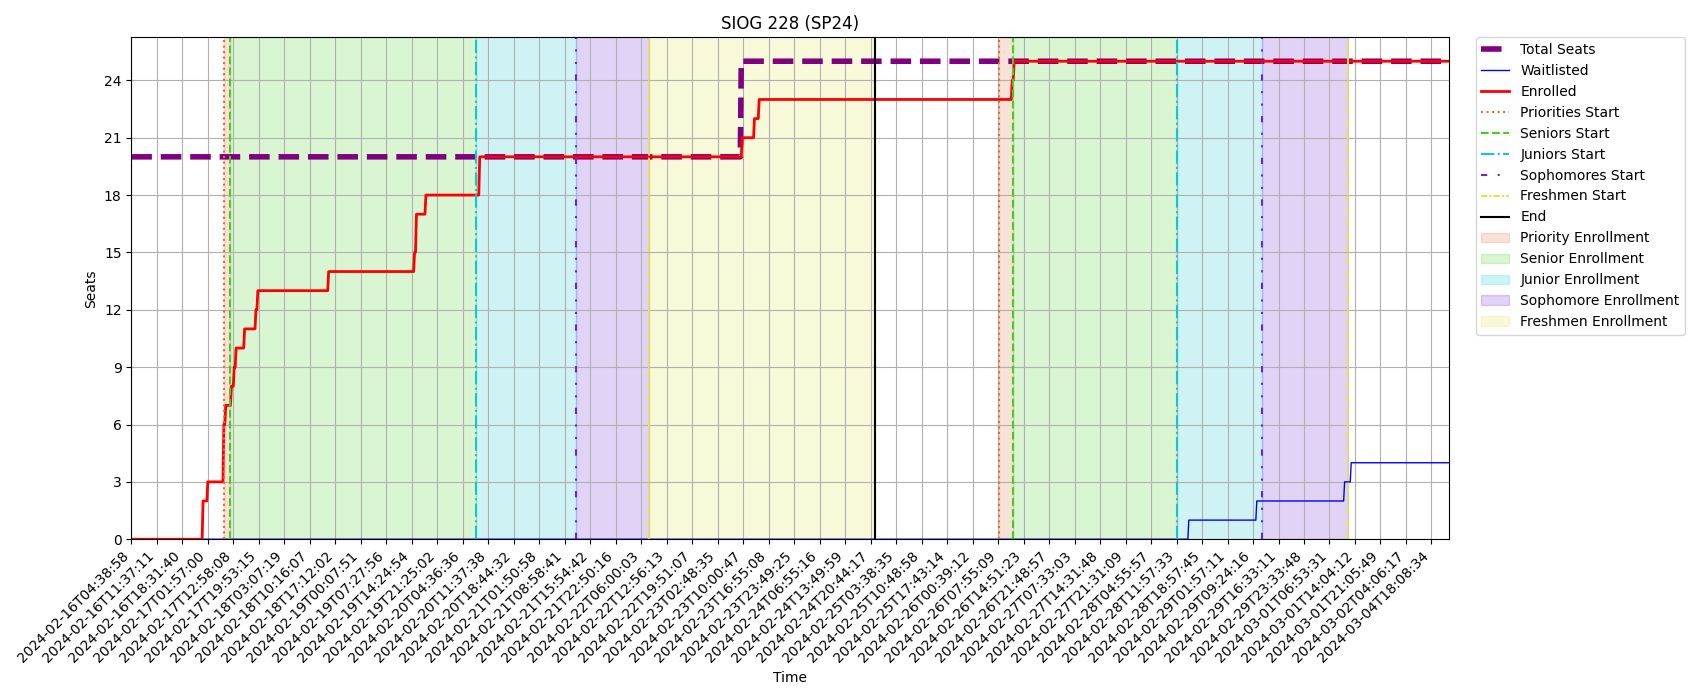 SIOG 228 (SP24)
Seats
24
21
18
15
12
9
6
3
0
2024-02-16T04:38:58
2024-02-16T11:37:11
2024-02-16T18:31:40
2024-02-17T01:57:00
2024-02-17T12:58:08
2024-02-17T19:53:15
2024-02-18T03:07:19
2024-02-18T10:16:07
2024-02-18T17:12:02
2024-02-19T00:07:51
2024-02-19T07:27:56
2024-02-19T14:24:54
2024-02-19T21:25:02
2024-02-20T04:36:36
2024-02-20T11:37:38
2024-02-20T18:44:32
2024-02-21T01:50:58
2024-02-21T08:58:41
2024-02-21T15:54:42
2024-02-21T22:50:16
2024-02-22T06:00:03
2024-02-22T12:56:13
2024-02-22T19:51:07
2024-02-23T02:48:35
2024-02-23T10:00:47
2024-02-23T16:55:08
2024-02-23T23:49:25
2024-02-24T06:55:16
2024-02-24T13:49:59
2024-02-24T20:44:17
2024-02-25T03:38:35
2024-02-25T10:48:58
2024-02-25T17:43:14
2024-02-26T00:39:12
2024-02-26T07:55:09
2024-02-26T14:51:23
2024-02-26T21:48:57
2024-02-27T07:33:03
2024-02-27T14:31:48
2024-02-27T21:31:09
2024-02-28T04:55:57
2024-02-28T11:57:33
2024-02-28T18:57:45
2024-02-29T01:57:11
2024-02-29T09:24:16
2024-02-29T16:33:11
2024-02-29T23:33:48
2024-03-01T06:53:31
2024-03-01T14:04:12
2024-03-01T21:05:49
2024-03-02T04:06:17
2024-03-04T18:08:34
Time
Total Seats
Waitlisted
Enrolled
Priorities Start
Seniors Start
Juniors Start
Sophomores Start
Freshmen Start
End
Priority Enrollment
Senior Enrollment
Junior Enrollment
Sophomore Enrollment
Freshmen Enrollment